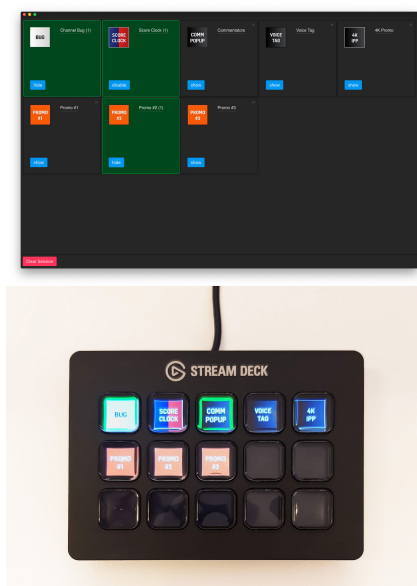 BUG
Channel Bug (1)
SCORE
CLOCK
Score Clock (1)
COMM
POPUP
Commentators
VOICE
TAG
Voice Tag
4K
IPP
4K Promo
hide
disable
show
show
show
PROMO
#1
Promo #1
PROMO
#2
Promo #2 (1)
PROMO
#3
Promo #3
show
hide
show
Clear Session
STREAM DECK
BUG
SCORE
CLOCK
COMM
POPUP
VOICE
TAG
4K
IPP
PROMO
#1
PROMO
#2
PROMO
#3